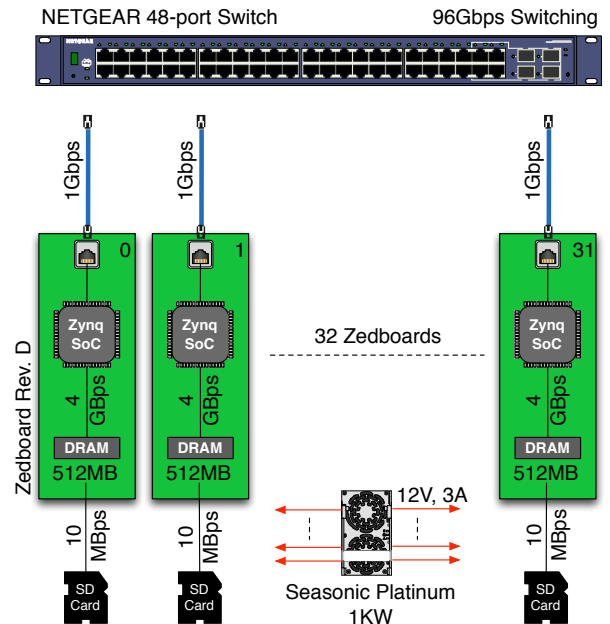 NETGEAR 48-port Switch
96Gbps Switching
NETGEAR
1Gbps
1Gbps
1Gbps
0
1
31
Zynq
SoC
Zynq
SoC
Zynq
SoC
32 Zedboards
Zedboard Rev. D
4
GBps
4
GBps
4
GBps
DRAM
DRAM
DRAM
512MB
512MB
512MB
12V, 3A
10
MBps
10
MBps
10
MBps
SD
Card
SD
Card
Seasonic Platinum
1KW
SD
Card